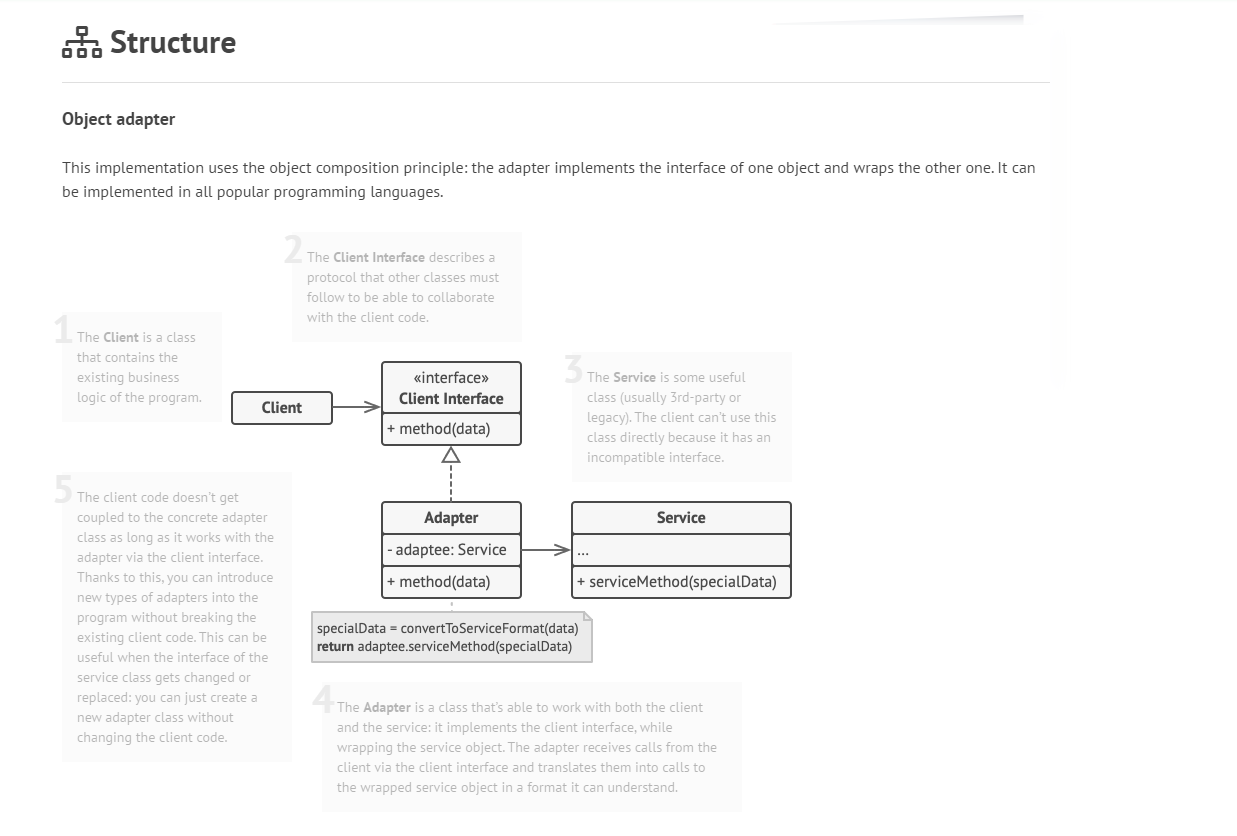 Structure
Object adapter
This implementation uses the object composition principle: the adapter implements the interface of one object and wraps the other one. It can
be implemented in all popular programming languages.
2
The Client Interface describes a
protocol that other classes must
follow to be able to collaborate
with the client code.
1
The Client is a class
that contains the
existing business
logic of the program.
Client
«interface»
Client Interface
+ method(data)
3
The Service is some useful
class (usually 3rd-party or
legacy). The client can't use this
class directly because it has an
incompatible interface.
5
The client code doesn't get
coupled to the concrete adapter
class as long as it works with the
adapter via the client interface.
Thanks to this, you can introduce
new types of adapters into the
program without breaking the
existing client code. This can be
useful when the interface of the
service class gets changed or
replaced: you can just create a
new adapter class without
changing the client code.
Adapter
- adaptee: Service
+ method(data)
Service
...
+ serviceMethod(specialData)
specialData = convertToServiceFormat(data)
return adaptee.serviceMethod(specialData)
4
The Adapter is a class that's able to work with both the client
and the service: it implements the client interface, while
wrapping the service object. The adapter receives calls from the
client via the client interface and translates them into calls to
the wrapped service object in a format it can understand.